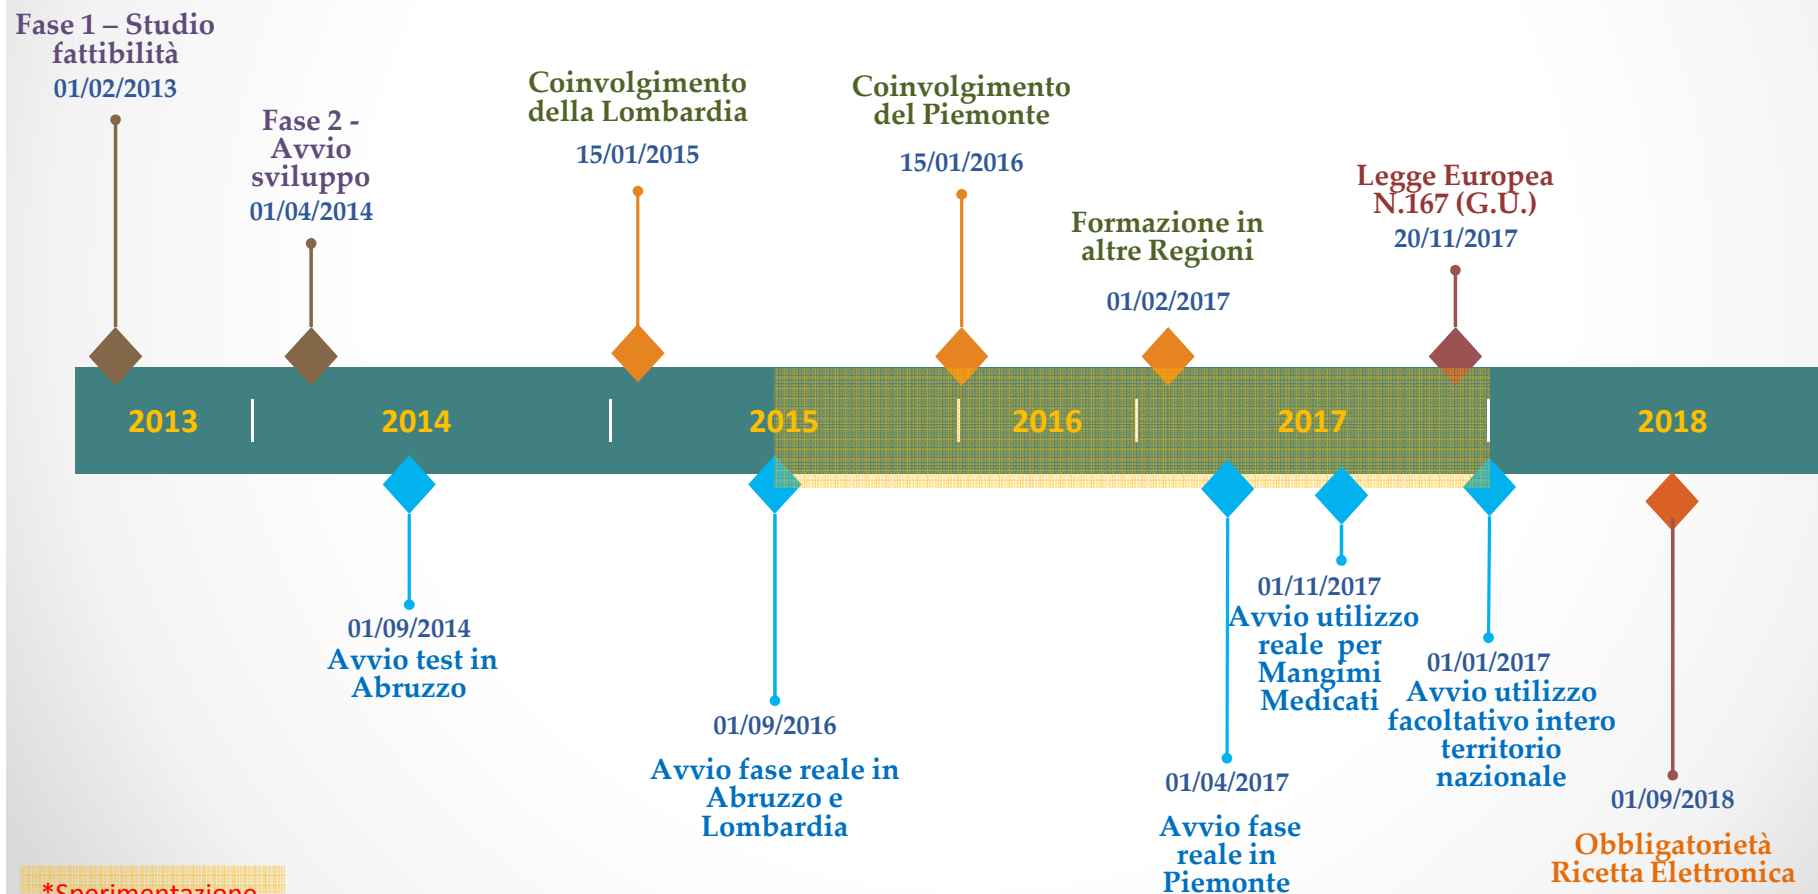 Fase 1 – Studio
fattibilità
01/02/2013
Fase 2 -
Avvio
sviluppo
01/04/2014
Coinvolgimento
della Lombardia
15/01/2015
Coinvolgimento
del Piemonte
15/01/2016
Formazione in
altre Regioni
01/02/2017
Legge Europea
N.167 (G.U.)
20/11/2017
2013
2014
2015
2016
2017
2018
01/09/2014
Avvio test in
Abruzzo
01/09/2016
Avvio fase reale in
Abruzzo e
Lombardia
01/04/2017
Avvio fase
reale in
Piemonte
01/11/2017
Avvio utilizzo
reale per
Mangimi
Medicati
01/01/2017
Avvio utilizzo
facoltativo intero
territorio
nazionale
01/09/2018
Obbligatorietà
Ricetta Elettronica
*Sperimentazione